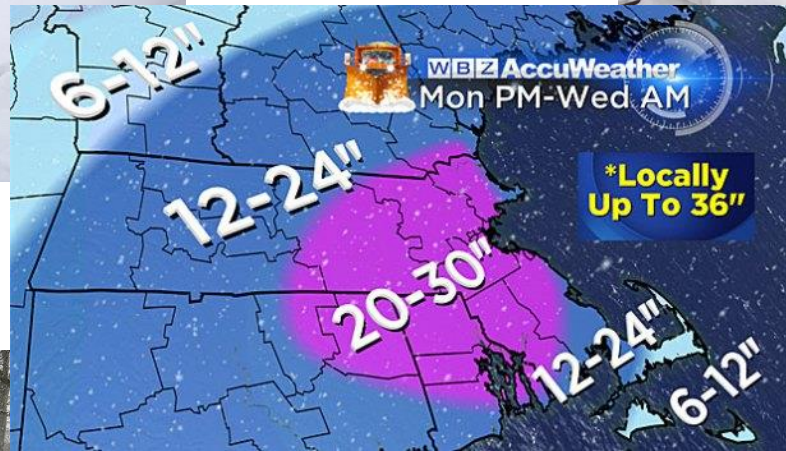 WBZ AccuWeather
Mon PM-Wed AM
6-12"
12-24"
*Locally
Up To 36"
20-30"
12-24"
6-12"